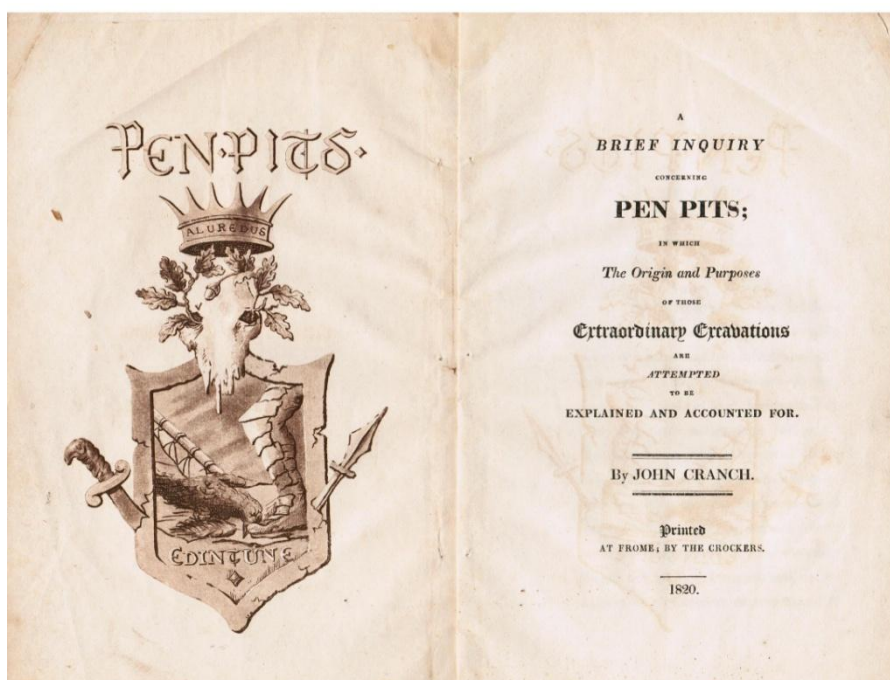 PEN·PITS·
ALUREDUS
EDINTUNE
A
BRIEF INQUIRY
CONCERNING
PEN PITS;
IN WHICH
The Origin and Purposes
OF THOSE
Extraordinary Excavations
ARE
ATTEMPTED
TO BE
EXPLAINED AND ACCOUNTED FOR.
By JOHN CRANCH.
Printed
AT FROME; BY THE CROCKERS.
1820.